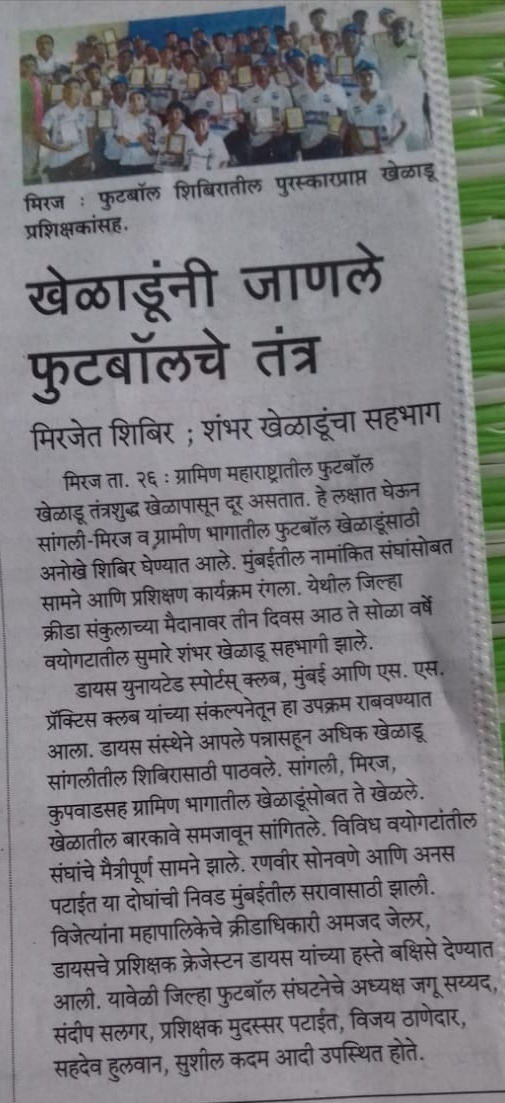 मिरज : फुटबॉल शिबिरातील पुरस्कारप्राप्त खेळाडू
प्रशिक्षकांसह.
खेळाडूंनी जाणले
फुटबॉलचे तंत्र
मिरजेत शिबिर ; शंभर खेळाडूंचा सहभाग
मिरज ता. २६ : ग्रामिण महाराष्ट्रातील फुटबॉल
खेळाडू तंत्रशुद्ध खेळापासून दूर असतात. हे लक्षात घेऊन
सांगली-मिरज व ग्रामीण भागातील फुटबॉल खेळाडूंसाठी
अनोखे शिबिर घेण्यात आले. मुंबईतील नामांकित संघांसोबत
सामने आणि प्रशिक्षण कार्यक्रम रंगला. येथील जिल्हा
क्रीडा संकुलाच्या मैदानावर तीन दिवस आठ ते सोळा वर्षे
वयोगटातील सुमारे शंभर खेळाडू सहभागी झाले.
डायस युनायटेड स्पोर्टस् क्लब, मुंबई आणि एस. एस.
प्रॅक्टिस क्लब यांच्या संकल्पनेतून हा उपक्रम राबवण्यात
आला. डायस संस्थेने आपले पन्नासहून अधिक खेळाडू
सांगलीतील शिबिरासाठी पाठवले. सांगली, मिरज,
कुपवाडसह ग्रामिण भागातील खेळाडूंसोबत ते खेळले.
खेळातील बारकावे समजावून सांगितले. विविध वयोगटांतील
संघांचे मैत्रीपूर्ण सामने झाले. रणवीर सोनवणे आणि अनस
पटाईत या दोघांची निवड मुंबईतील सरावासाठी झाली.
विजेत्यांना महापालिकेचे क्रीडाधिकारी अमजद जेलर,
डायसचे प्रशिक्षक क्रेजेस्टन डायस यांच्या हस्ते बक्षिसे देण्यात
आली. यावेळी जिल्हा फुटबॉल संघटनेचे अध्यक्ष जगू सय्यद,
संदीप सलगर, प्रशिक्षक मुदस्सर पटाईत, विजय ठाणेदार,
सहदेव हुलवान, सुशील कदम आदी उपस्थित होते.